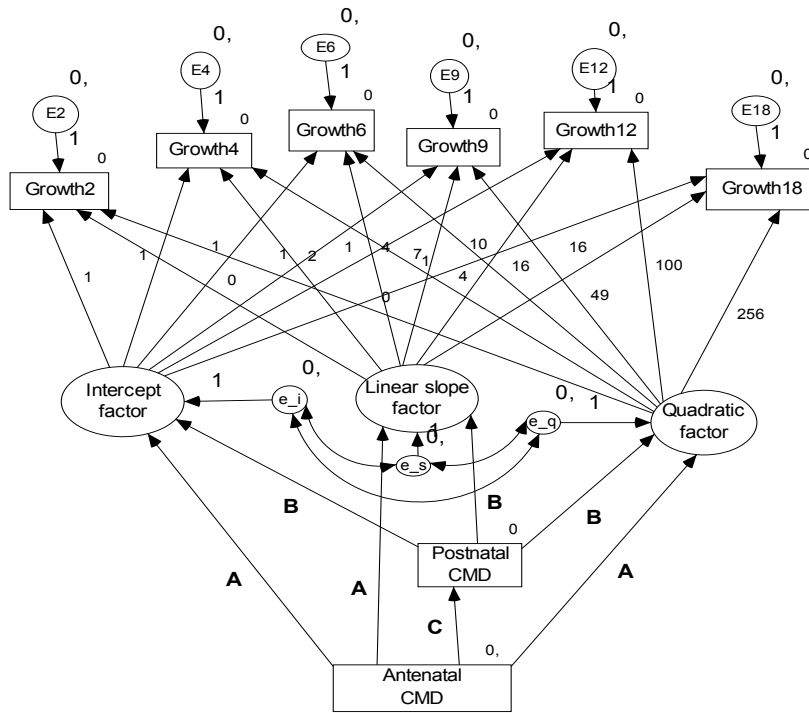 0,
0,
0,
0,
0,
0,
E2
E4
E6
E9
E12
E18
1
1
1
1
1
1
0
0
0
0
0
0
Growth2
Growth4
Growth6
Growth9
Growth12
Growth18
1
1
1
1
1
1
0
2
4
7
10
16
0
4
16
49
100
256
Intercept
factor
1
0,
e_i
Linear slope
factor
1
0,
e_s
0,
e_q
1
Quadratic
factor
B
B
B
0
Postnatal
CMD
A
A
A
C
0,
Antenatal
CMD